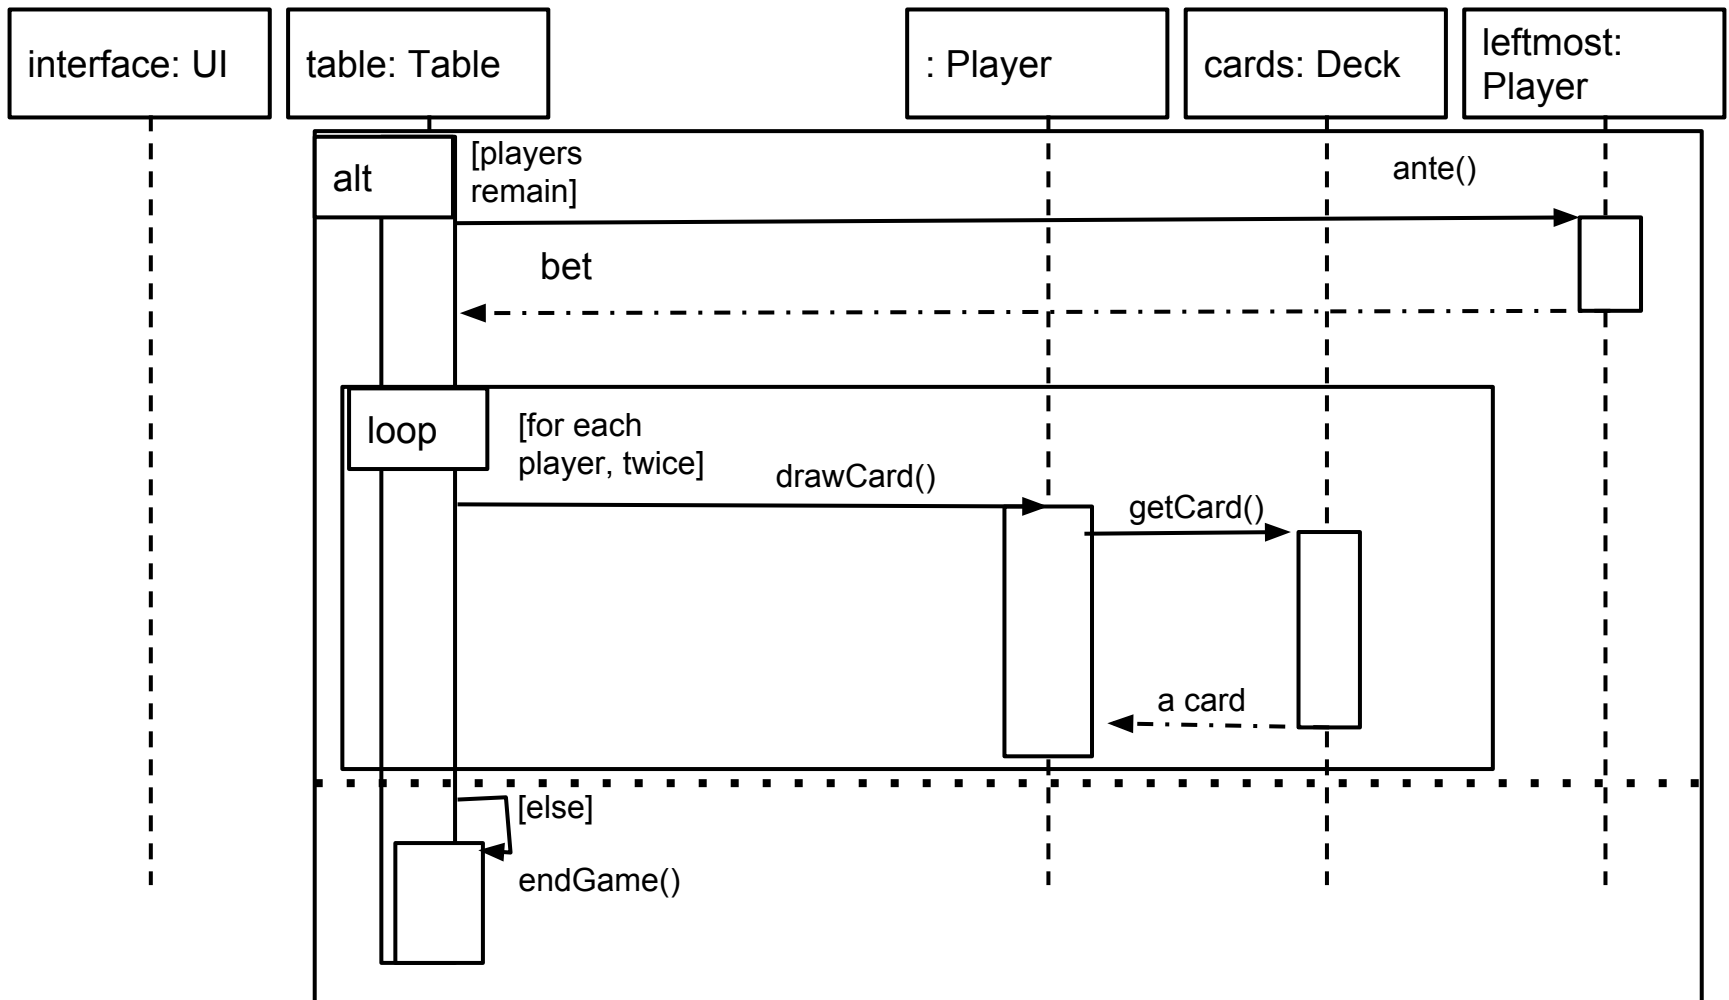 interface: UI
table: Table
: Player
cards: Deck
leftmost:
Player
alt
[players
remain]
ante()
bet
loop
[for each
player, twice]
drawCard()
getCard()
a card
[else]
endGame()